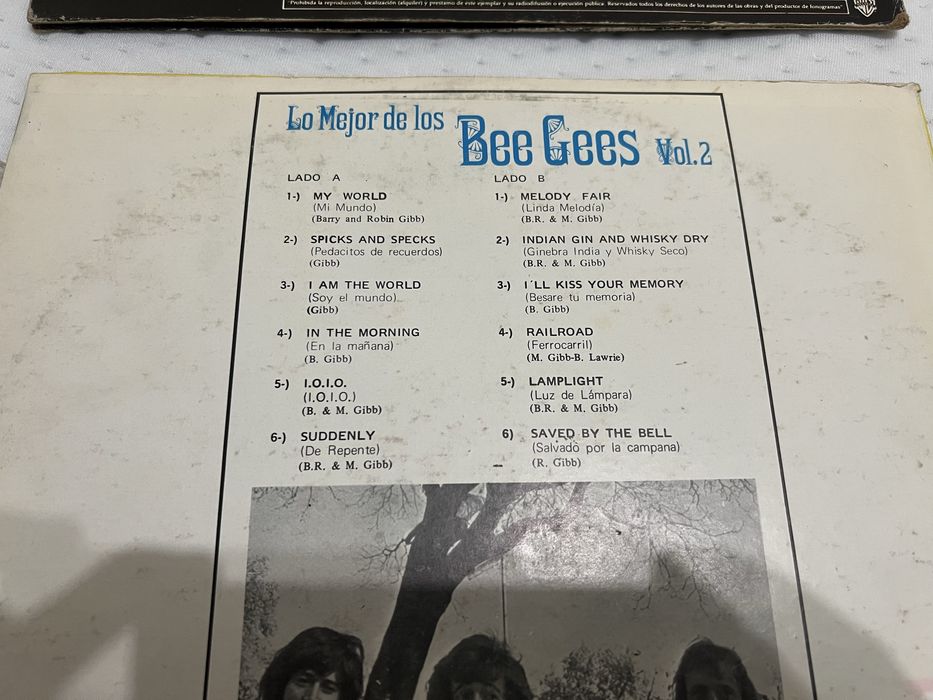 "Prohibida la reproducción, localización (alquiler) y prestamo de este ejemplar y su radiodifusión o ejecución pública. Reservados todos los derechos de los autores de las obras y del productor de fonogramas"
Lo Mejor de los
Bee Gees Vol.2
LADO A
1-) MY WORLD
(Mi Mundo)
(Barry and Robin Gibb)
2-) SPICKS AND SPECKS
(Pedacitos de recuerdos)
(Gibb)
3-) I AM THE WORLD
(Soy el mundo)
(Gibb)
4-) IN THE MORNING
(En la mañana)
(B. Gibb)
5-) I.O.I.O.
(I.O.I.O.)
(B. & M. Gibb)
6-) SUDDENLY
(De Repente)
(B.R. & M. Gibb)
LADO B
1-) MELODY FAIR
(Linda Melodía)
(B.R. & M. Gibb)
2-) INDIAN GIN AND WHISKY DRY
(Ginebra India y Whisky Seco)
(B.R. & M. Gibb)
3-) I´LL KISS YOUR MEMORY
(Besare tu memoria)
(B. Gibb)
4-) RAILROAD
(Ferrocarril)
(M. Gibb-B. Lawrie)
5-) LAMPLIGHT
(Luz de Lámpara)
(B.R. & M. Gibb)
6) SAVED BY THE BELL
(Salvado por la campana)
(R. Gibb)